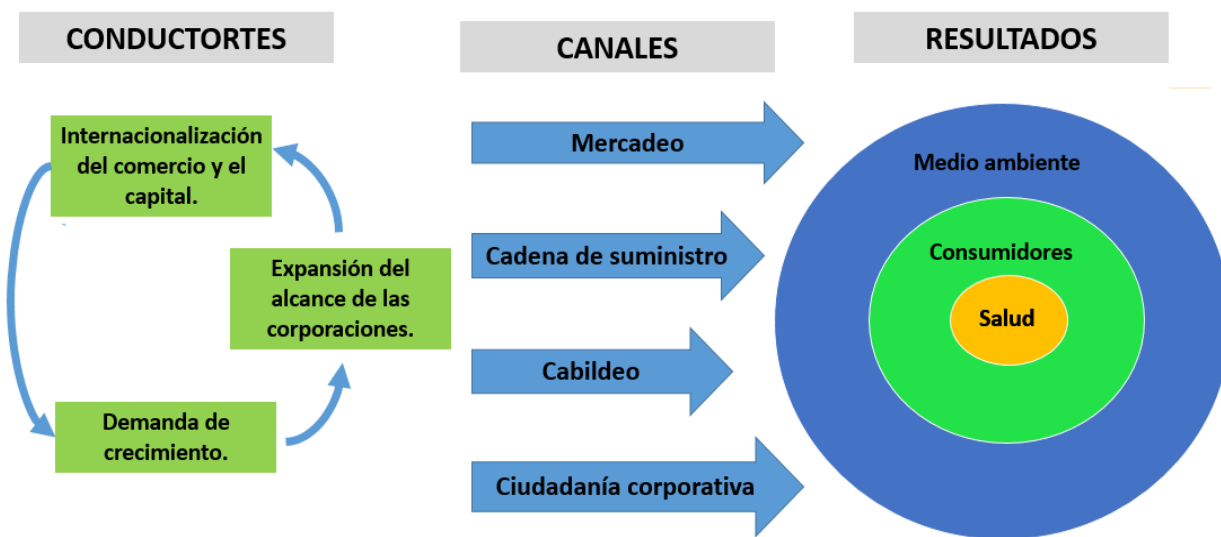 CONDUCTORTES
CANALES
RESULTADOS
Internacionalización
del comercio y el
capital.
Expansión del
alcance de las
corporaciones.
Demanda de
crecimiento.
Mercadeo
Cadena de suministro
Cabildeo
Ciudadanía corporativa
Medio ambiente
Consumidores
Salud